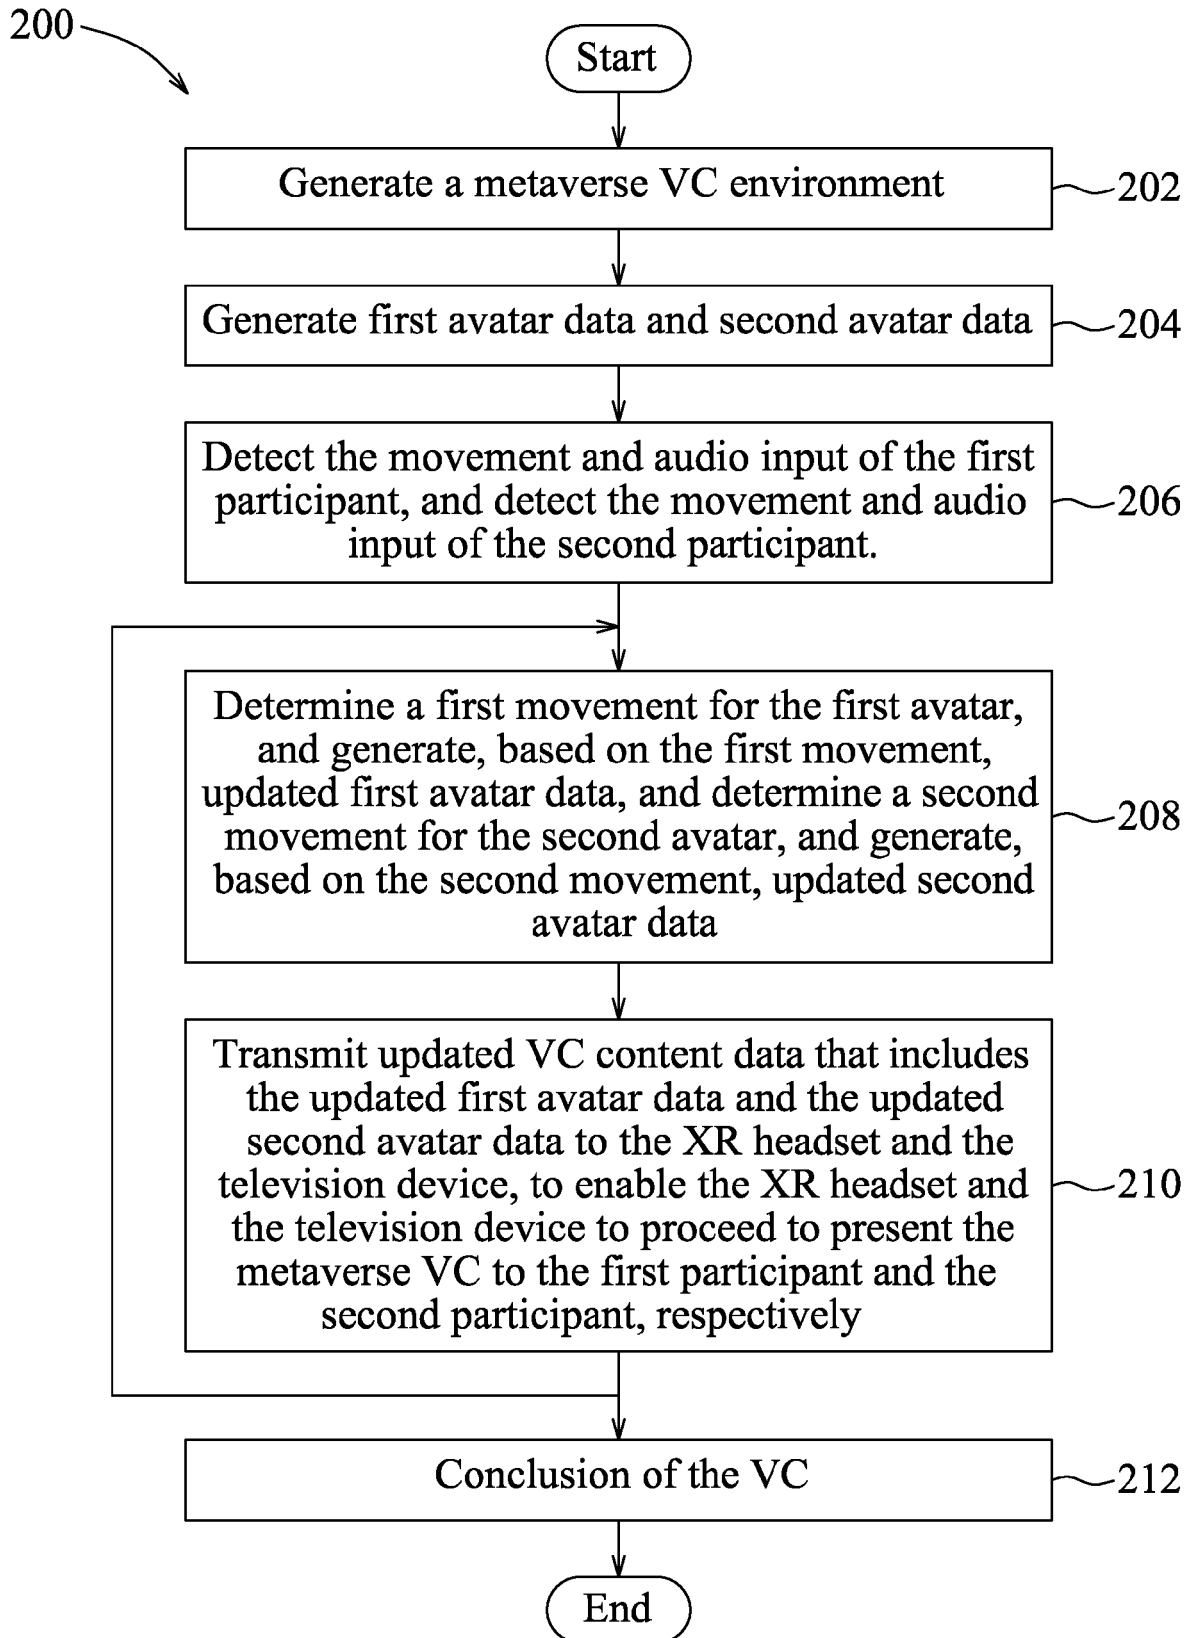 200
Start
Generate a metaverse VC environment
202
Generate first avatar data and second avatar data
204
Detect the movement and audio input of the first
participant, and detect the movement and audio
input of the second participant.
206
Determine a first movement for the first avatar,
and generate, based on the first movement,
updated first avatar data, and determine a second
movement for the second avatar, and generate,
based on the second movement, updated second
avatar data
208
Transmit updated VC content data that includes
the updated first avatar data and the updated
second avatar data to the XR headset and the
television device, to enable the XR headset and
the television device to proceed to present the
metaverse VC to the first participant and the
second participant, respectively
210
Conclusion of the VC
212
End